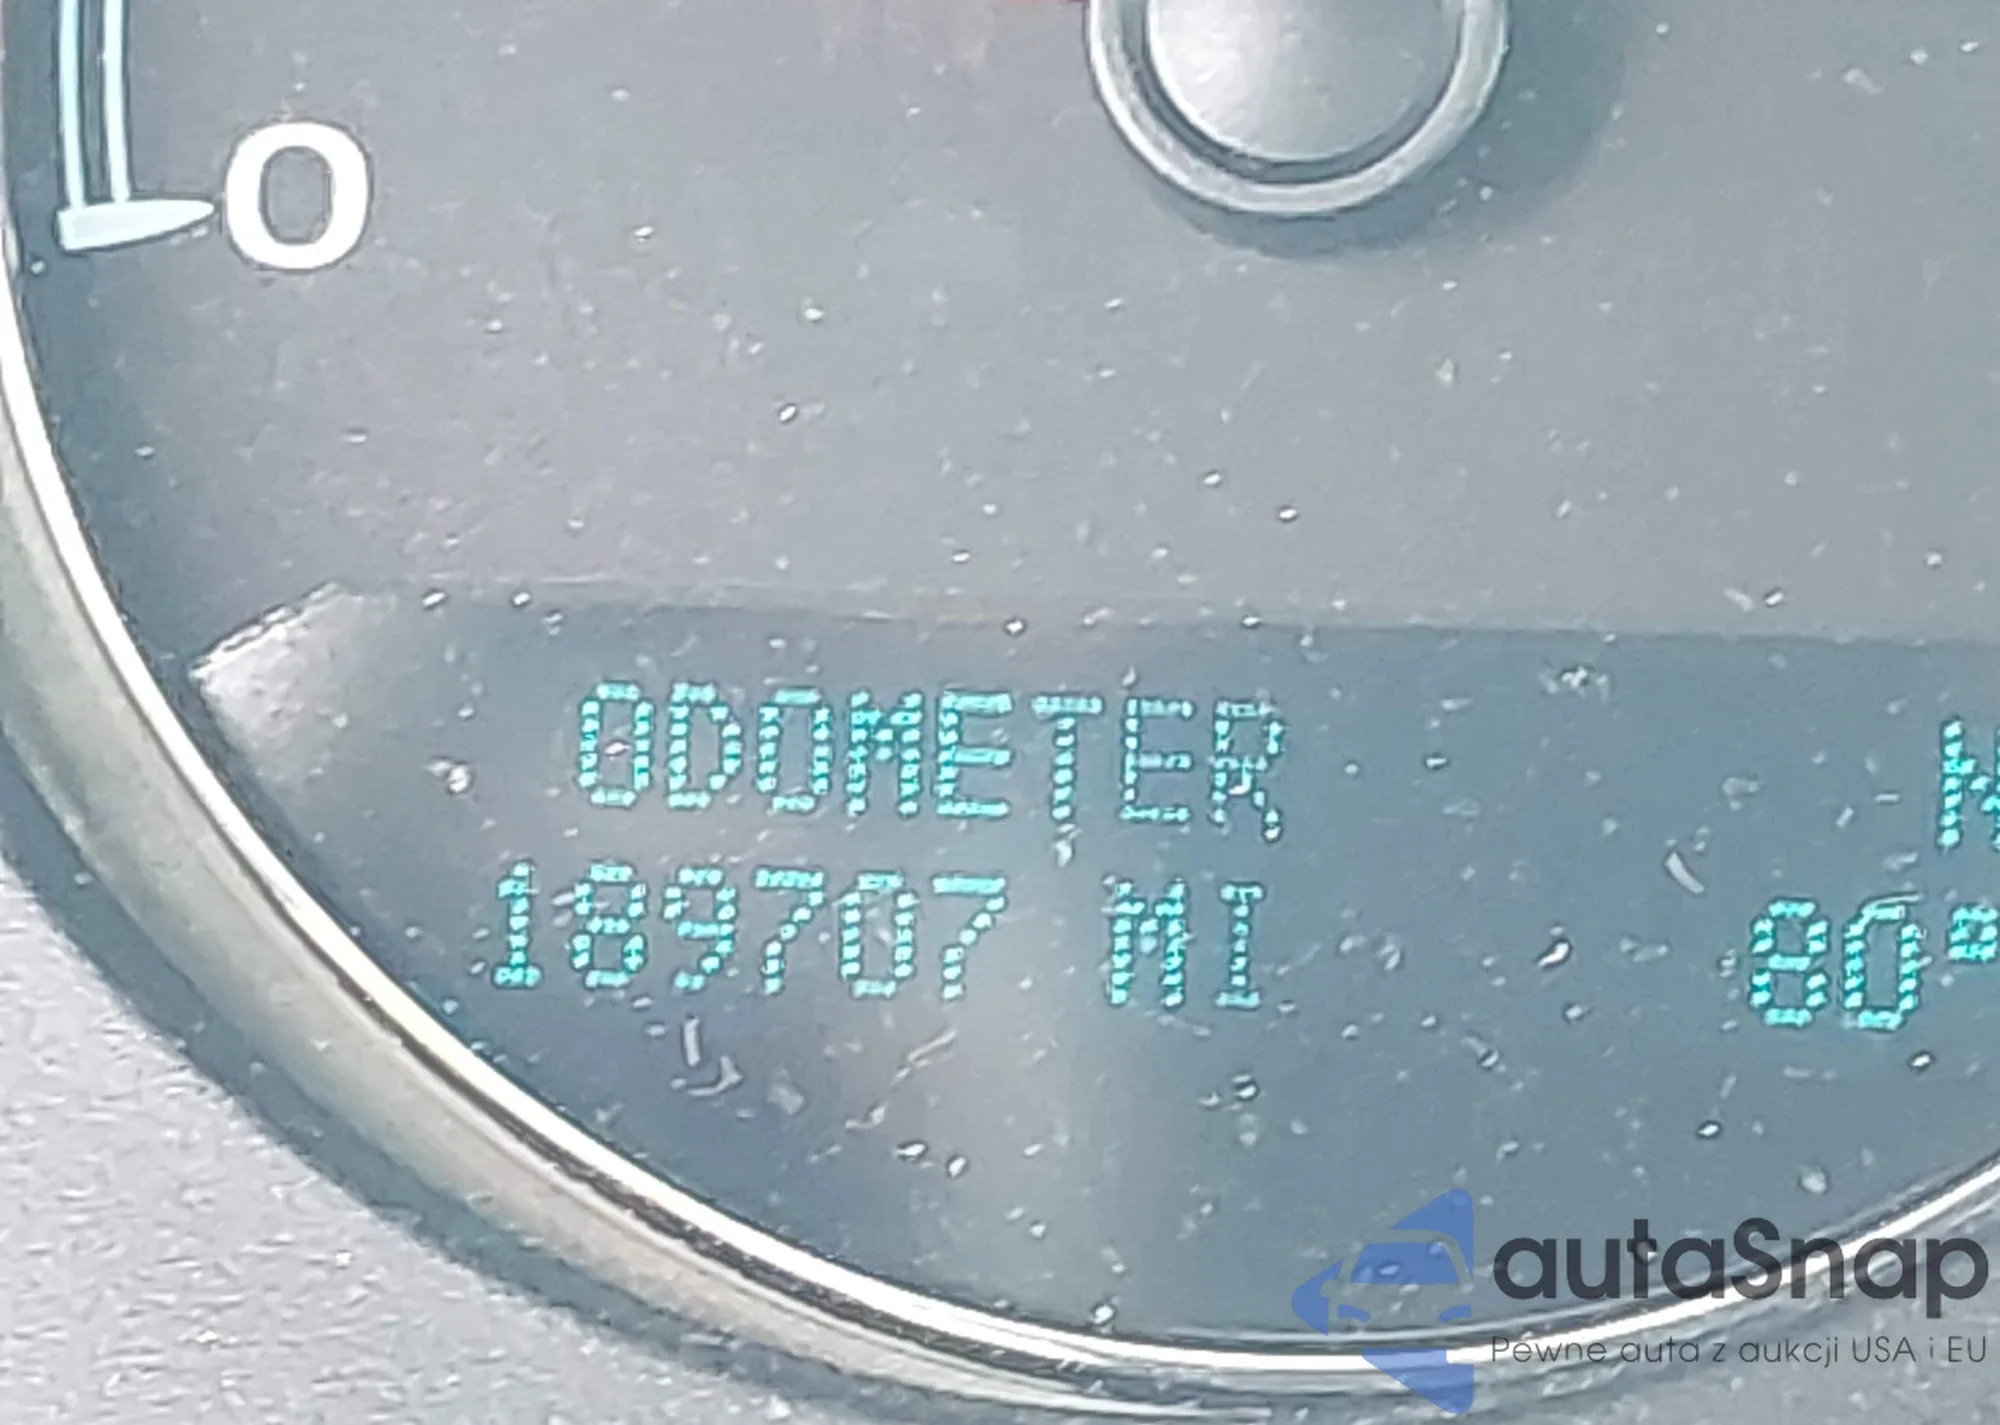 0
ODOMETER
N
189707 MI
80°
autaSnap
Pewne auta z aukcji USA i EU